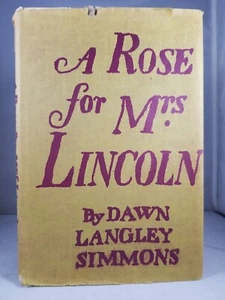 A ROSE
for Mrs.
LINCOLN
By DAWN
LANGLEY
SIMMONS